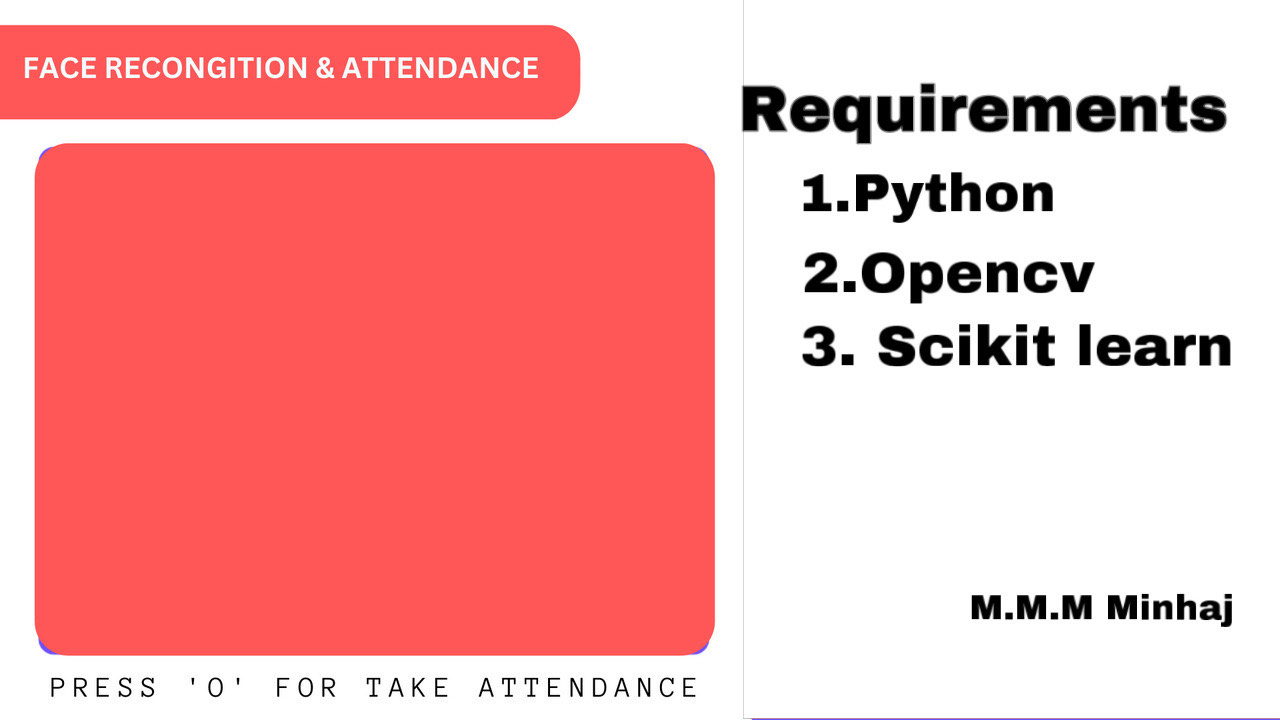 FACE RECONGITION & ATTENDANCE
PRESS 'O' FOR TAKE ATTENDANCE
Requirements
1.Python
2.Opencv
3. Scikit learn
M.M.M Minhaj